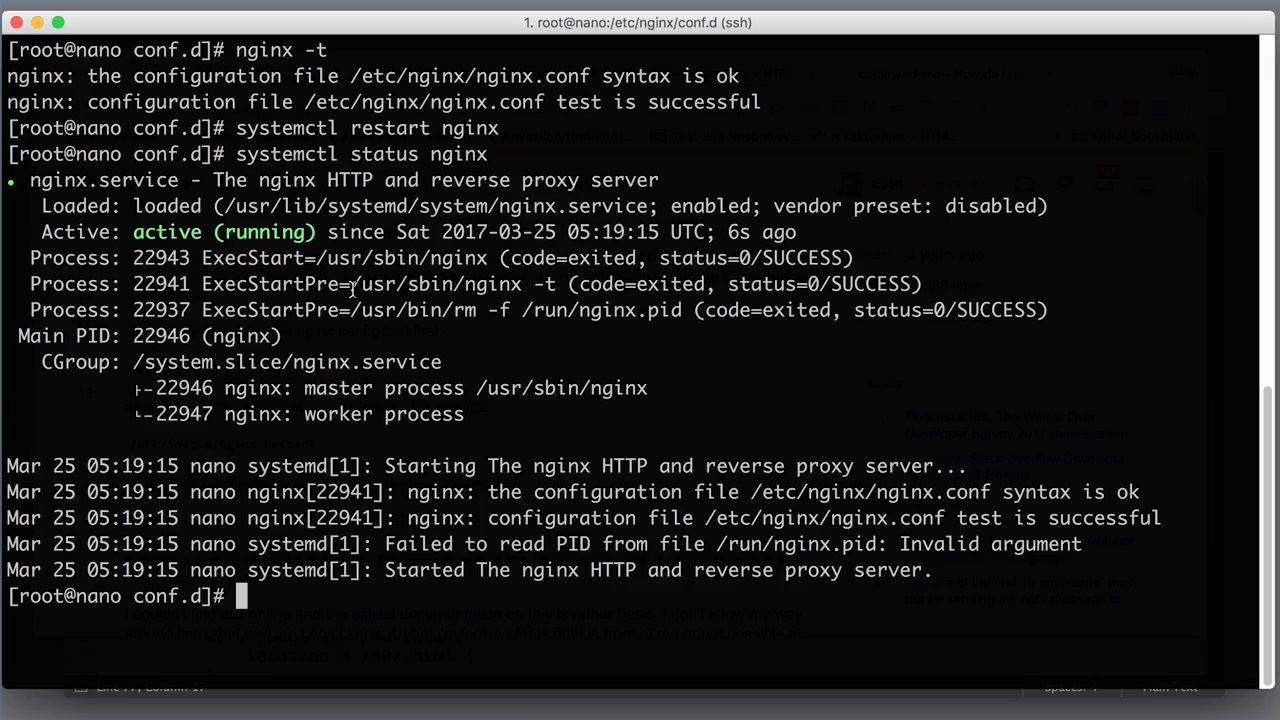 1. root@nano:/etc/nginx/conf.d (ssh)
[root@nano conf.d]# nginx -t
nginx: the configuration file /etc/nginx/nginx.conf syntax is ok
nginx: configuration file /etc/nginx/nginx.conf test is successful
[root@nano conf.d]# systemctl restart nginx
[root@nano conf.d]# systemctl status nginx
● nginx.service - The nginx HTTP and reverse proxy server
Loaded: loaded (/usr/lib/systemd/system/nginx.service; enabled; vendor preset: disabled)
Active: active (running) since Sat 2017-03-25 05:19:15 UTC; 6s ago
Process: 22943 ExecStart=/usr/sbin/nginx (code=exited, status=0/SUCCESS)
Process: 22941 ExecStartPre=/usr/sbin/nginx -t (code=exited, status=0/SUCCESS)
Process: 22937 ExecStartPre=/usr/bin/rm -f /run/nginx.pid (code=exited, status=0/SUCCESS)
Main PID: 22946 (nginx)
CGroup: /system.slice/nginx.service
├-22946 nginx: master process /usr/sbin/nginx
└-22947 nginx: worker process
Mar 25 05:19:15 nano systemd[1]: Starting The nginx HTTP and reverse proxy server...
Mar 25 05:19:15 nano nginx[22941]: nginx: the configuration file /etc/nginx/nginx.conf syntax is ok
Mar 25 05:19:15 nano nginx[22941]: nginx: configuration file /etc/nginx/nginx.conf test is successful
Mar 25 05:19:15 nano systemd[1]: Failed to read PID from file /run/nginx.pid: Invalid argument
Mar 25 05:19:15 nano systemd[1]: Started The nginx HTTP and reverse proxy server.
[root@nano conf.d]#